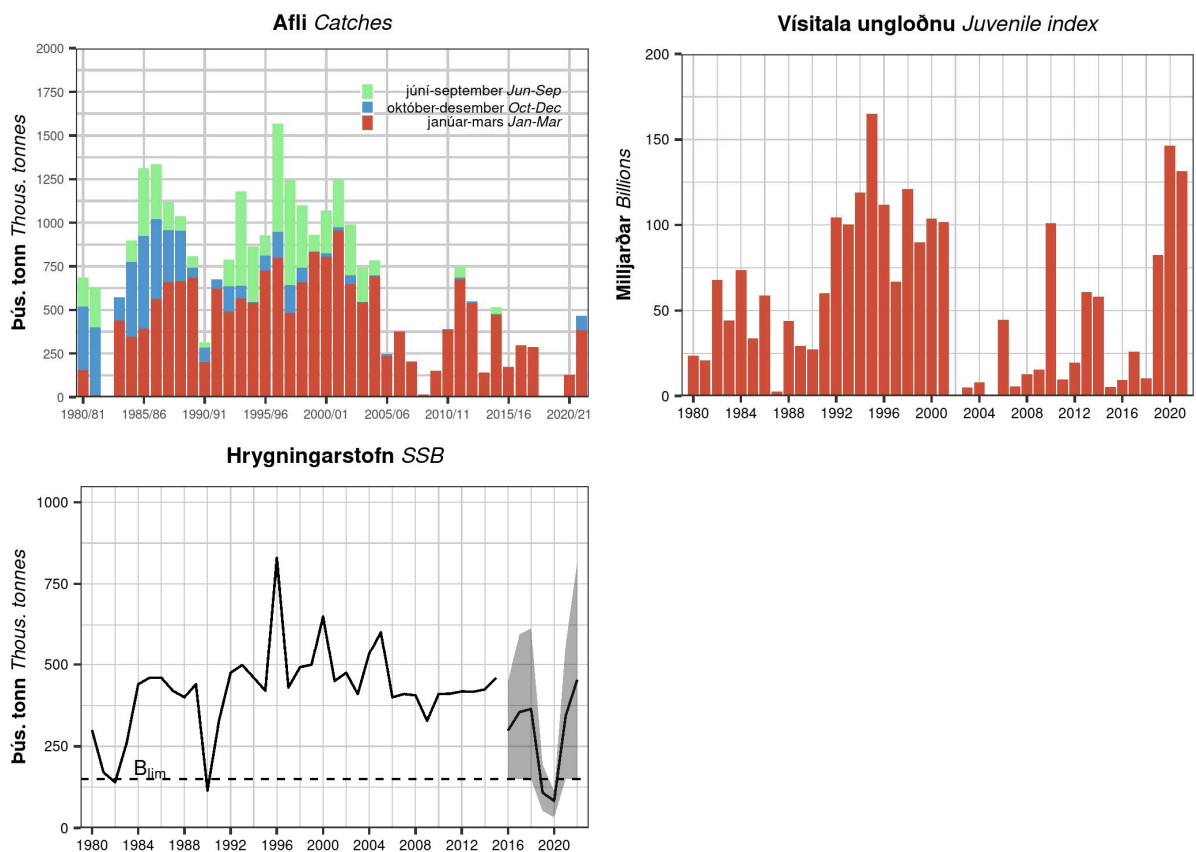 Afli Catches
Þús. tonn Thous. tonnes
2000
1750
1500
1250
1000
750
500
250
0
júní-september Jun-Sep
október-desember Oct-Dec
janúar-mars Jan-Mar
1980/81 1985/86 1990/91 1995/96 2000/01 2005/06 2010/11 2015/16 2020/21
Vísitala ungloðnu Juvenile index
Milljarðar Billions
200
150
100
50
0
1980 1984 1988 1992 1996 2000 2004 2008 2012 2016 2020
Hrygningarstofn SSB
Þús. tonn Thous. tonnes
1000
750
500
250
0
Blim
1980 1984 1988 1992 1996 2000 2004 2008 2012 2016 2020